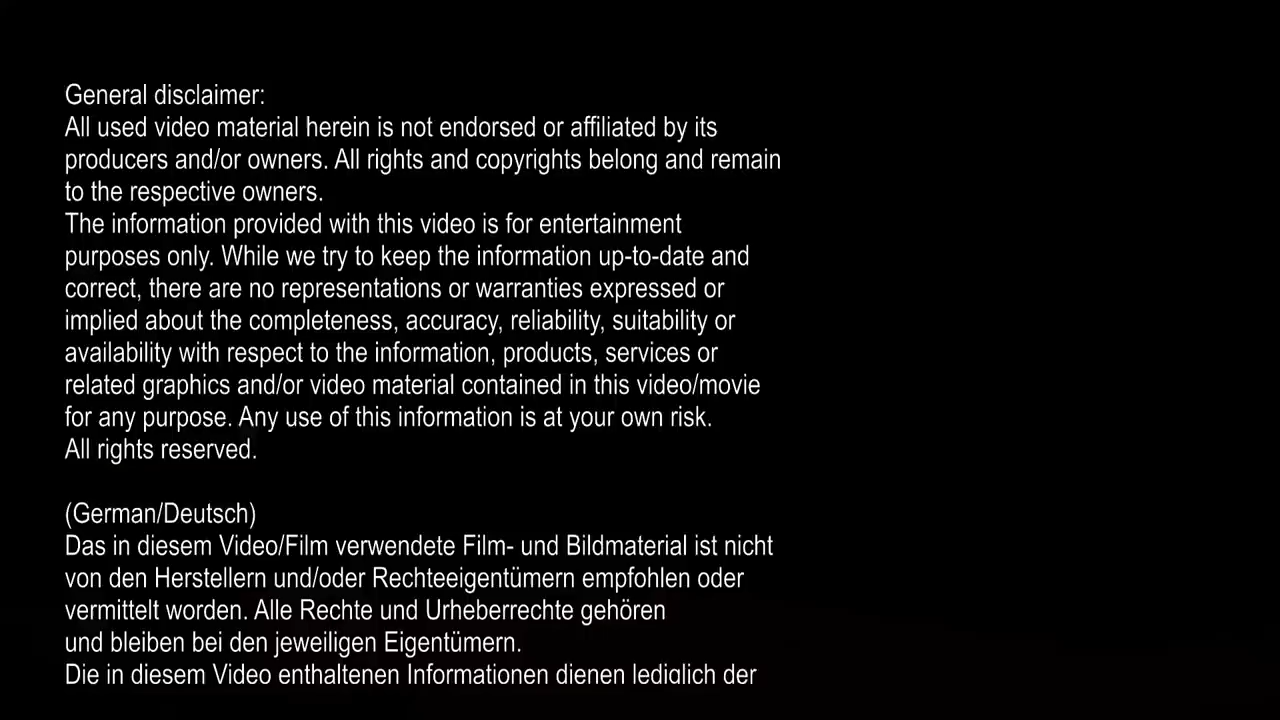 General disclaimer:
All used video material herein is not endorsed or affiliated by its
producers and/or owners. All rights and copyrights belong and remain
to the respective owners.
The information provided with this video is for entertainment
purposes only. While we try to keep the information up-to-date and
correct, there are no representations or warranties expressed or
implied about the completeness, accuracy, reliability, suitability or
availability with respect to the information, products, services or
related graphics and/or video material contained in this video/movie
for any purpose. Any use of this information is at your own risk.
All rights reserved.
(German/Deutsch)
Das in diesem Video/Film verwendete Film- und Bildmaterial ist nicht
von den Herstellern und/oder Rechteeigentümern empfohlen oder
vermittelt worden. Alle Rechte und Urheberrechte gehören
und bleiben bei den jeweiligen Eigentümern.
Die in diesem Video enthaltenen Informationen dienen lediglich der